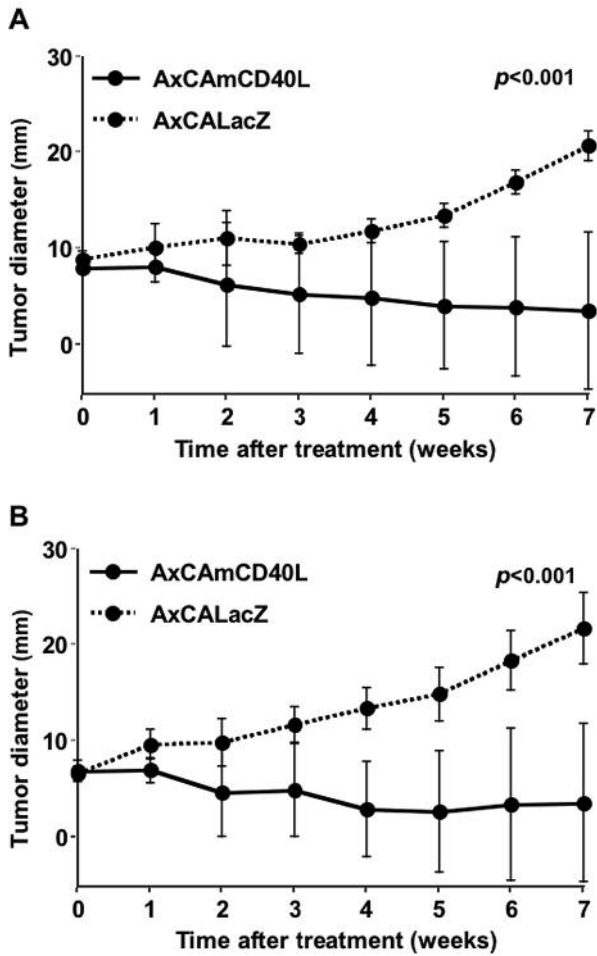 A
30
20
10
0
Tumor diameter (mm)
AxCAmCD40L
AxCALacZ
p<0.001
0 1 2 3 4 5 6 7
Time after treatment (weeks)
B
30
20
10
0
Tumor diameter (mm)
AxCAmCD40L
AxCALacZ
p<0.001
0 1 2 3 4 5 6 7
Time after treatment (weeks)